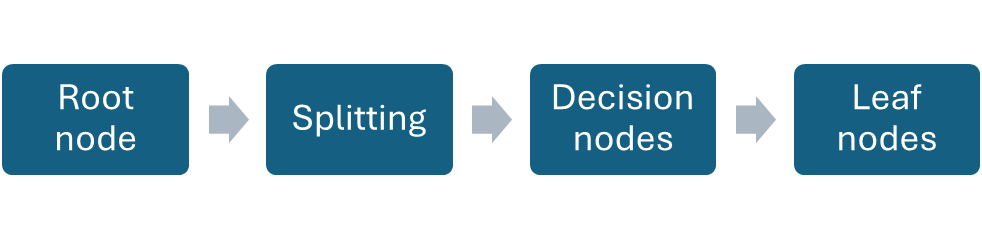 Root
node
Splitting
Decision
nodes
Leaf
nodes